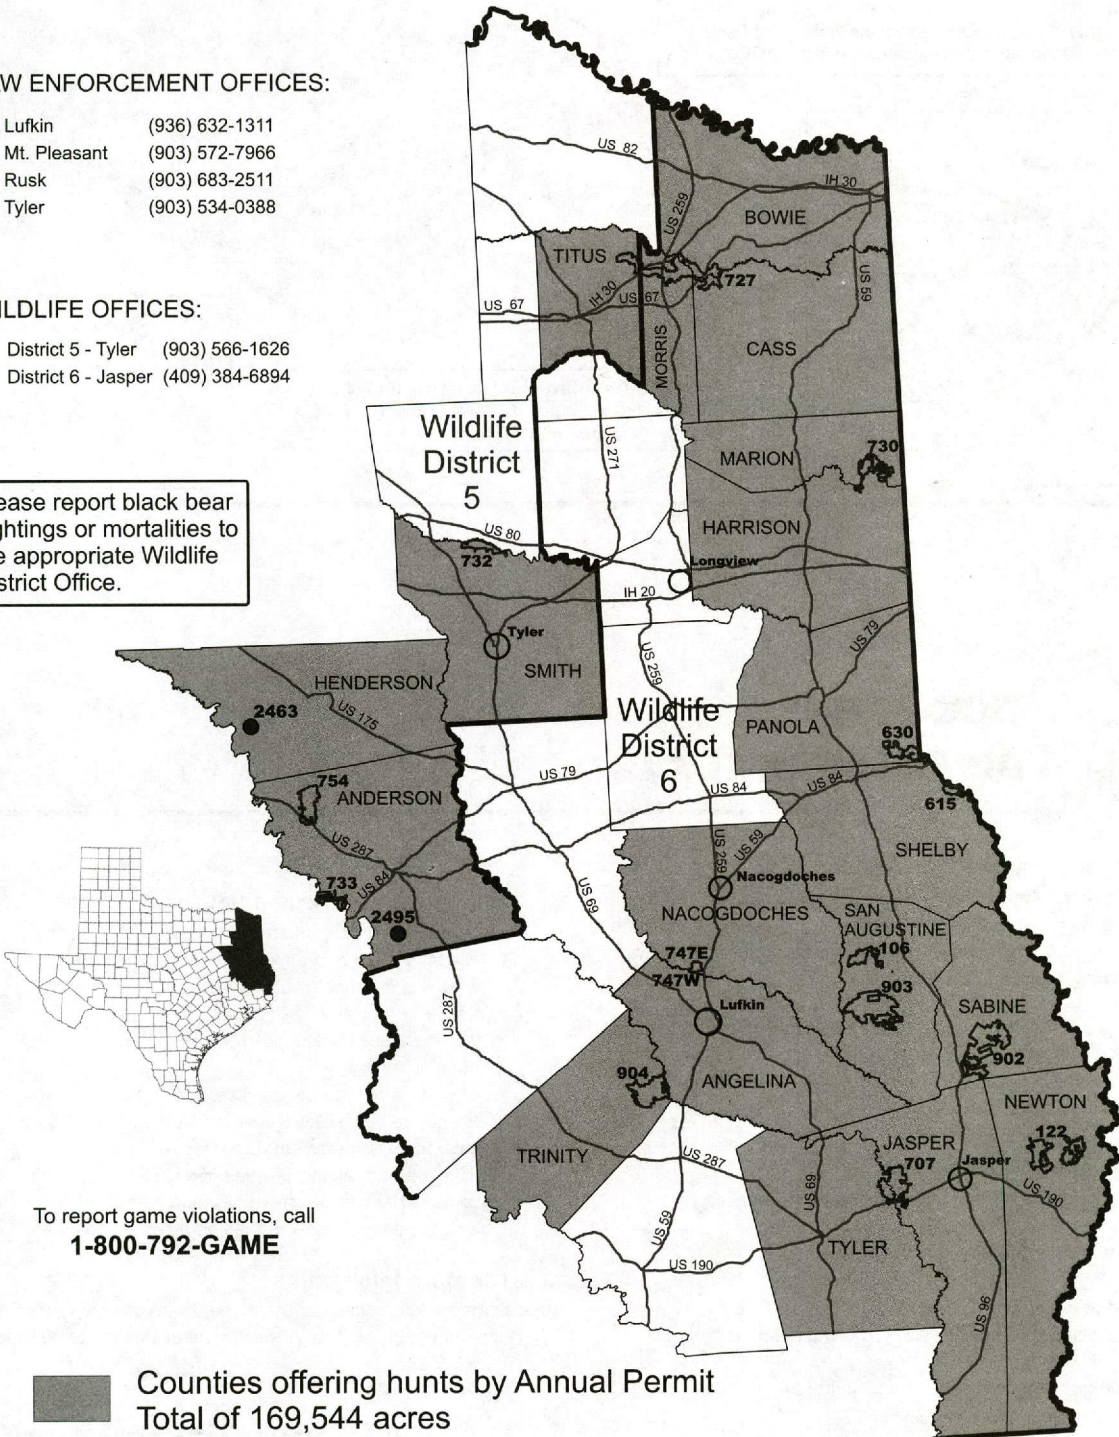 W ENFORCEMENT OFFICES:
Lufkin (936) 632-1311
Mt. Pleasant (903) 572-7966
Rusk (903) 683-2511
Tyler (903) 534-0388
ILDLIFE OFFICES:
District 5 - Tyler (903) 566-1626
District 6 - Jasper (409) 384-6894
ease report black bear
ghtings or mortalities to
e appropriate Wildlife
strict Office.
US 82
IH 30
US 259
BOWIE
TITUS
727
US 59
US 67
IH 30
US 67
MORRIS
CASS
Wildlife
District
5
US 271
MARION
730
HARRISON
US 80
732
Longview
IH 20
Tyler
SMITH
US 259
US 79
HENDERSON
2463
US 175
Wildlife
District
6
PANOLA
630
754
ANDERSON
US 79
US 84
US 84
615
US 287
SHELBY
US 259
US 59
733
US 84
US 69
Nacogdoches
NACOGDOCHES
SAN
AUGUSTINE
2495
106
747E
747W
903
Lufkin
SABINE
US 287
902
904
ANGELINA
NEWTON
122
JASPER
TRINITY
US 287
707
Jasper
US 69
US 190
To report game violations, call
1-800-792-GAME
US 59
TYLER
US 190
US 96
Counties offering hunts by Annual Permit
Total of 169,544 acres